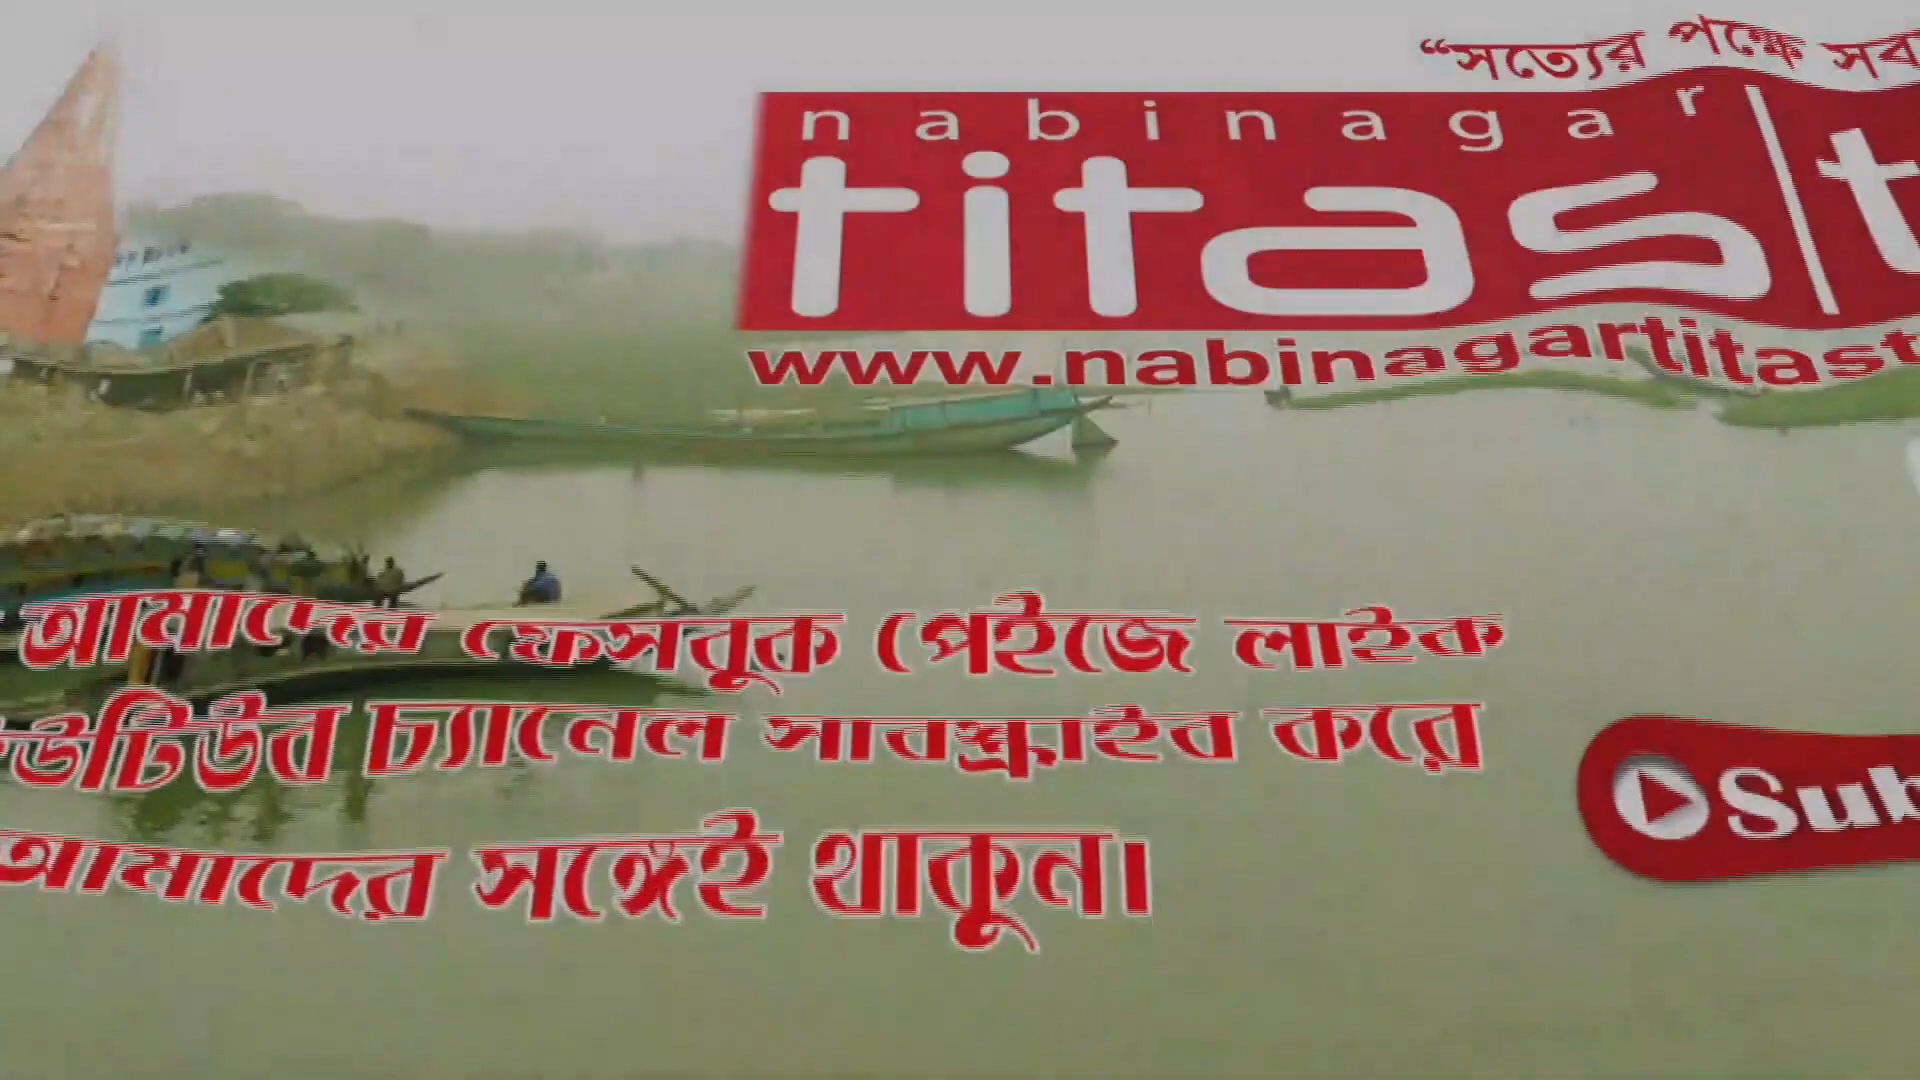 “সত্যের পক্ষে সব
nabinagar
titas t
www.nabinagartitast
আমাদের ফেসবুক পেইজে লাইক
ইউটিউব চ্যানেল সাবস্ক্রাইব করে
আমাদের সঙ্গেই থাকুন।
Sub